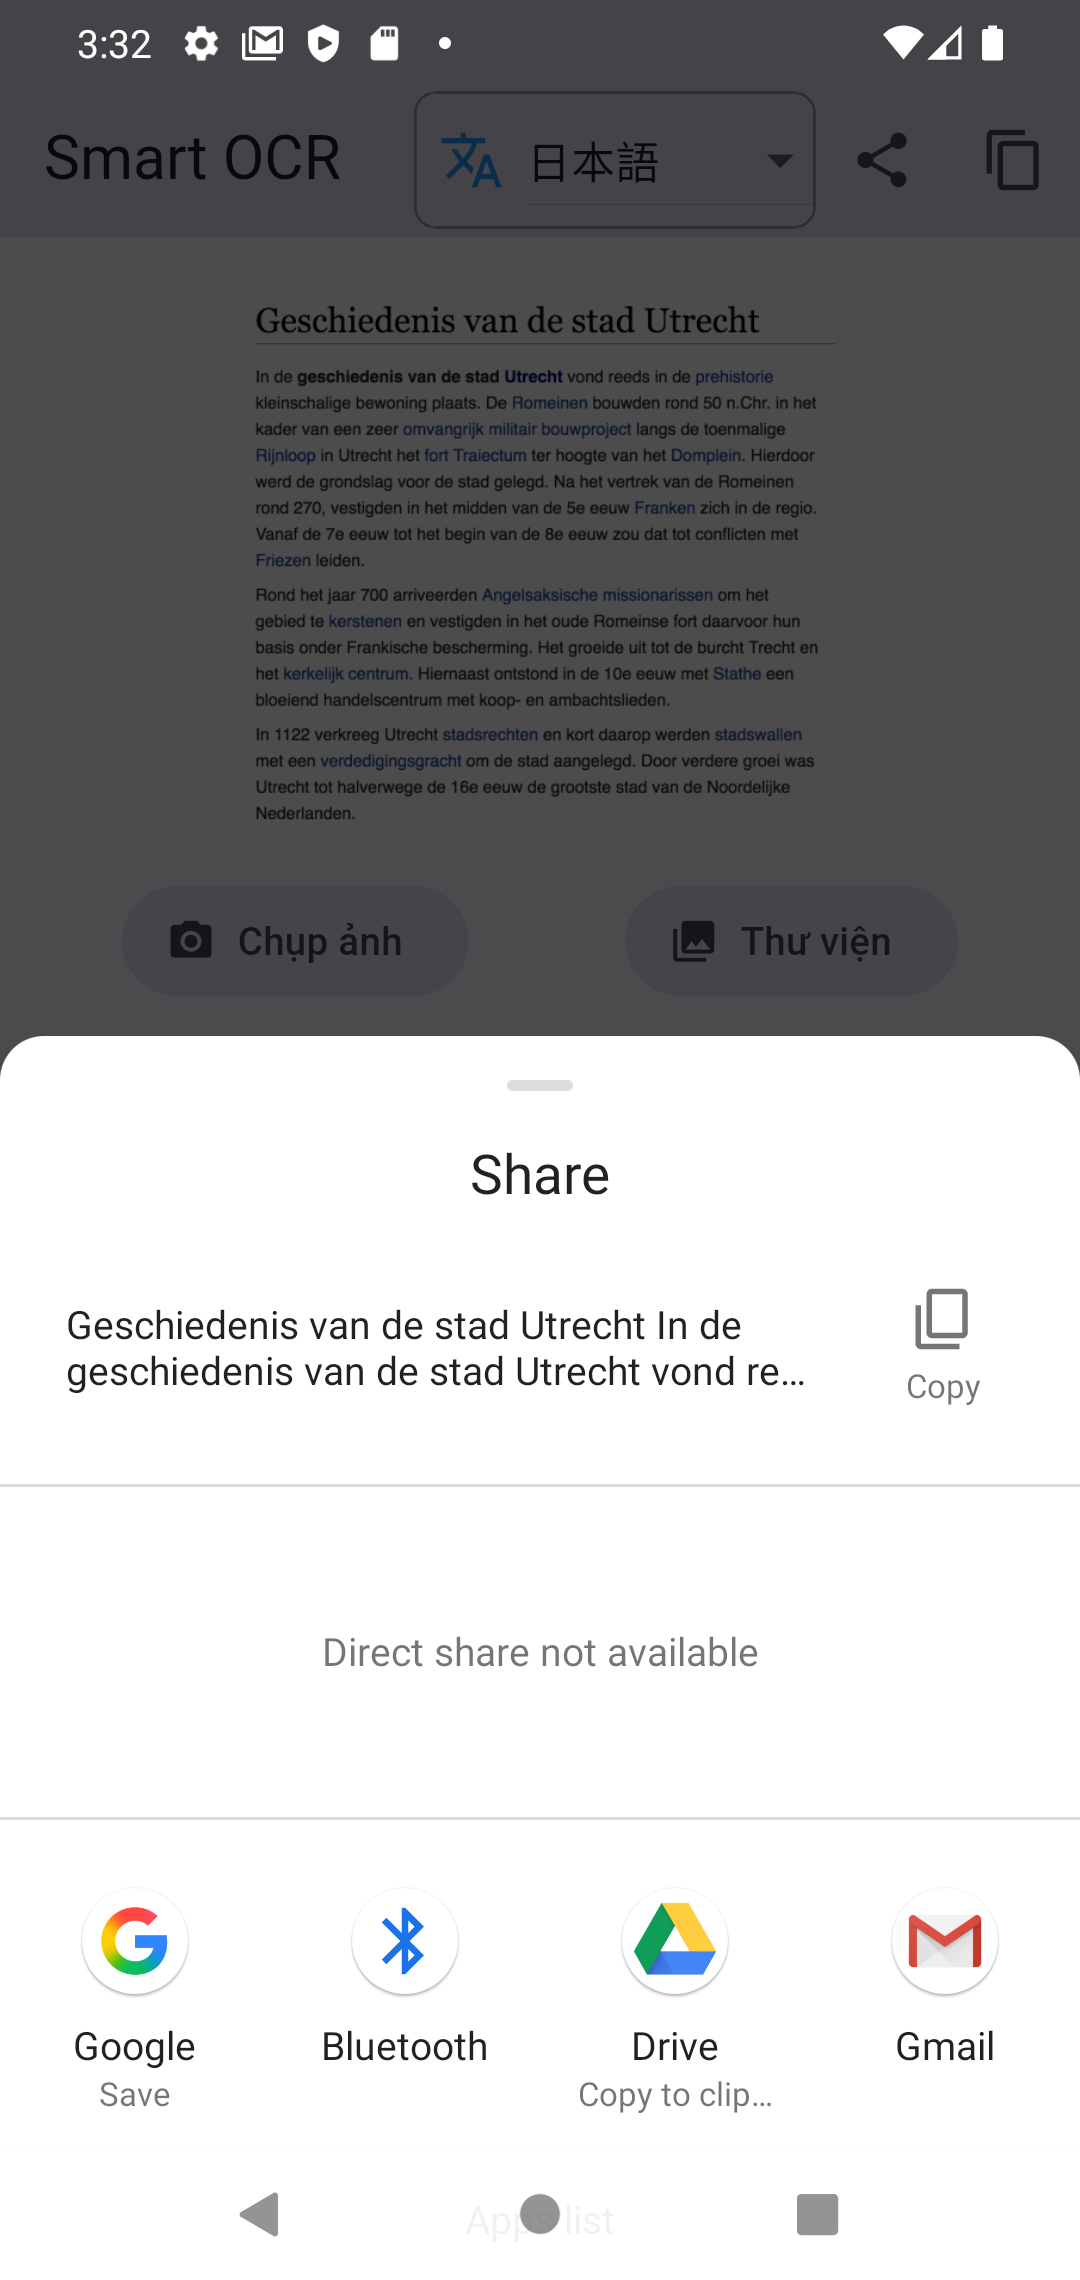 3:32
Smart OCR
日本語
Geschiedenis van de stad Utrecht
In de geschiedenis van de stad Utrecht vond reeds in de prehistorie
kleinschalige bewoning plaats. De Romeinen bouwden rond 50 n.Chr. in het
kader van een zeer omvangrijk militair bouwproject langs de toenmalige
Rijnloop in Utrecht het fort Traiectum ter hoogte van het Domplein. Hierdoor
werd de grondslag voor de stad gelegd. Na het vertrek van de Romeinen
rond 270, vestigden in het midden van de 5e eeuw Franken zich in de regio.
Vanaf de 7e eeuw tot het begin van de 8e eeuw zou dat tot conflicten met
Friezen leiden.
Rond het jaar 700 arriveerden Angelsaksische missionarissen om het
gebied te kerstenen en vestigden in het oude Romeinse fort daarvoor hun
basis onder Frankische bescherming. Het groeide uit tot de burcht Trecht en
het kerkelijk centrum. Hiernaast ontstond in de 10e eeuw met Stathe een
bloeiend handelscentrum met koop- en ambachtslieden.
In 1122 verkreeg Utrecht stadsrechten en kort daarop werden stadswallen
met een verdedigingsgracht om de stad aangelegd. Door verdere groei was
Utrecht tot halverwege de 16e eeuw de grootste stad van de Noordelijke
Nederlanden.
Chụp ảnh
Thư viện
Share
Geschiedenis van de stad Utrecht In de
geschiedenis van de stad Utrecht vond re...
Copy
Direct share not available
Google
Save
Bluetooth
Drive
Copy to clip...
Gmail
Apps list